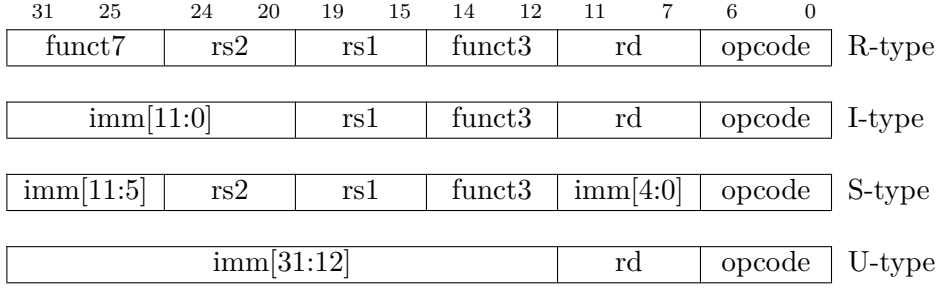 31 25 24 20 19 15 14 12 11 7 6 0
funct7 rs2 rs1 funct3 rd opcode R-type
imm[11:0] rs1 funct3 rd opcode I-type
imm[11:5] rs2 rs1 funct3 imm[4:0] opcode S-type
imm[31:12] rd opcode U-type